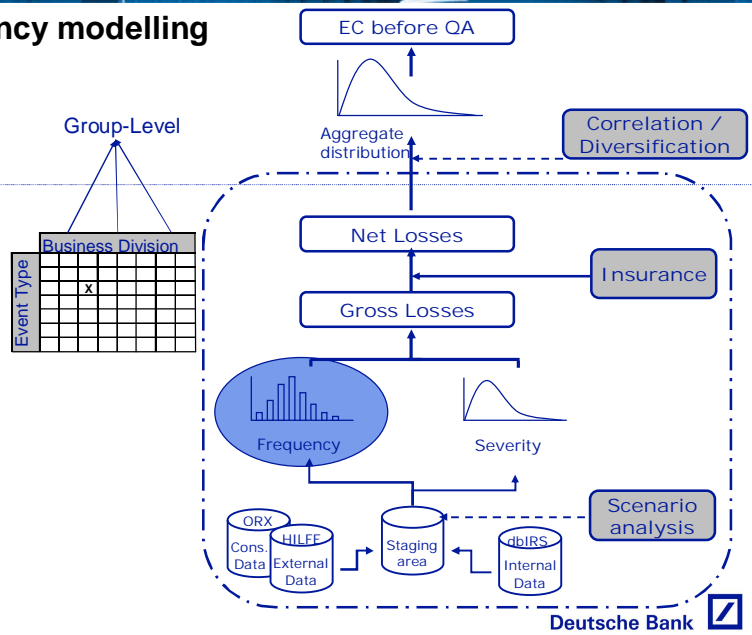 ncy modelling
EC before QA
Group-Level
Aggregate
distribution
Correlation /
Diversification
Business Division
Event Type
x
Net Losses
Insurance
Gross Losses
Frequency
Severity
Scenario
analysis
ORX
Cons.
Data
HILFE
External
Data
Staging
area
dbIRS
Internal
Data
Deutsche Bank